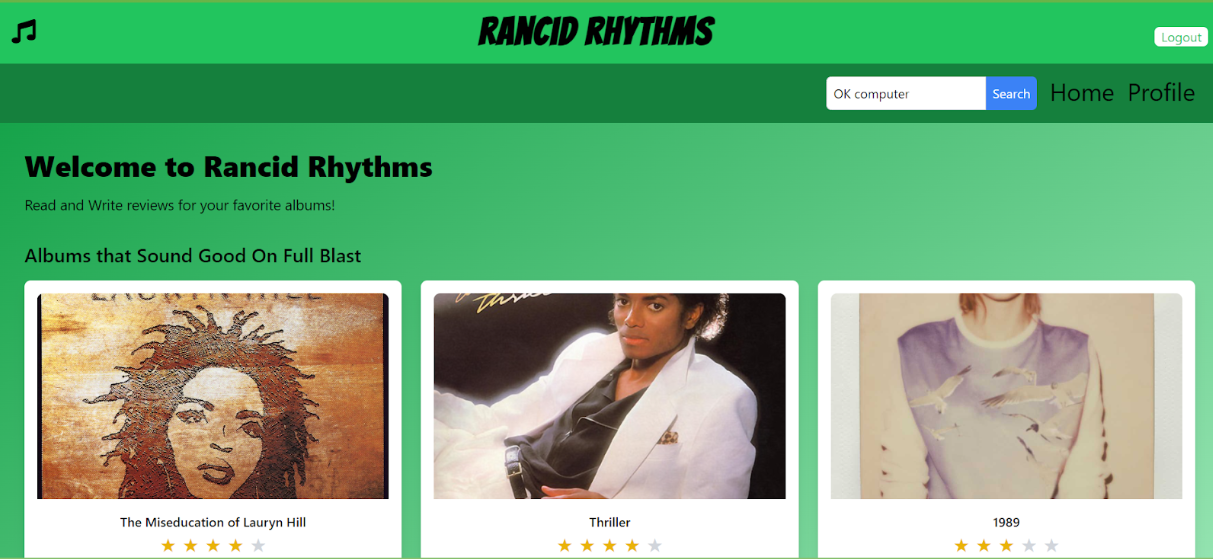 RANCID RHYTHMS
Logout
OK computer
Search
Home
Profile
Welcome to Rancid Rhythms
Read and Write reviews for your favorite albums!
Albums that Sound Good On Full Blast
The Miseducation of Lauryn Hill
Thriller
1989